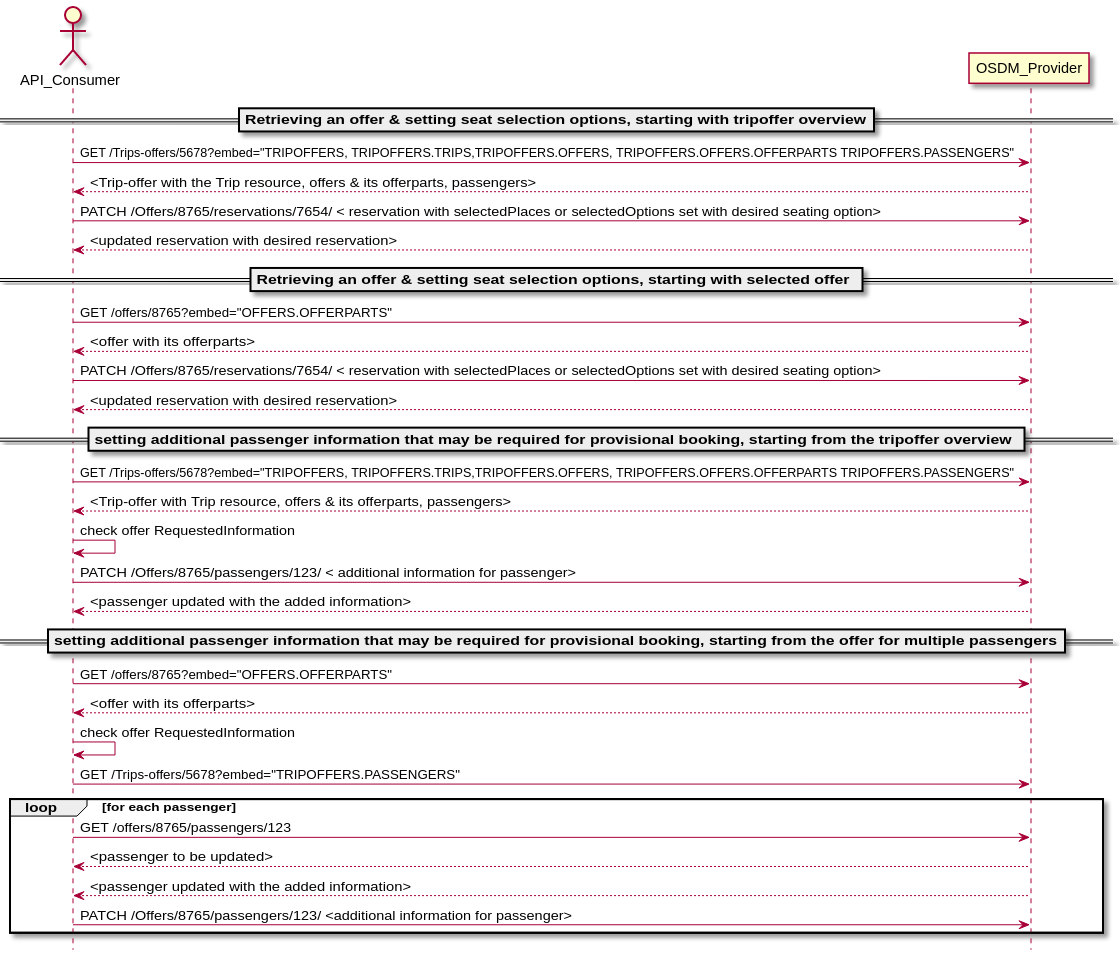 API_Consumer
OSDM_Provider
Retrieving an offer & setting seat selection options, starting with tripoffer overview
GET /Trips-offers/5678?embed="TRIPOFFERS, TRIPOFFERS.TRIPS,TRIPOFFERS.OFFERS, TRIPOFFERS.OFFERS.OFFERPARTS TRIPOFFERS.PASSENGERS"
<Trip-offer with the Trip resource, offers & its offerparts, passengers>
PATCH /Offers/8765/reservations/7654/ < reservation with selectedPlaces or selectedOptions set with desired seating option>
<updated reservation with desired reservation>
Retrieving an offer & setting seat selection options, starting with selected offer
GET /offers/8765?embed="OFFERS.OFFERPARTS"
<offer with its offerparts>
PATCH /Offers/8765/reservations/7654/ < reservation with selectedPlaces or selectedOptions set with desired seating option>
<updated reservation with desired reservation>
setting additional passenger information that may be required for provisional booking, starting from the tripoffer overview
GET /Trips-offers/5678?embed="TRIPOFFERS, TRIPOFFERS.TRIPS,TRIPOFFERS.OFFERS, TRIPOFFERS.OFFERS.OFFERPARTS TRIPOFFERS.PASSENGERS"
<Trip-offer with Trip resource, offers & its offerparts, passengers>
check offer RequestedInformation
PATCH /Offers/8765/passengers/123/ < additional information for passenger>
<passenger updated with the added information>
setting additional passenger information that may be required for provisional booking, starting from the offer for multiple passengers
GET /offers/8765?embed="OFFERS.OFFERPARTS"
<offer with its offerparts>
check offer RequestedInformation
GET /Trips-offers/5678?embed="TRIPOFFERS.PASSENGERS"
loop [for each passenger]
GET /offers/8765/passengers/123
<passenger to be updated>
<passenger updated with the added information>
PATCH /Offers/8765/passengers/123/ <additional information for passenger>